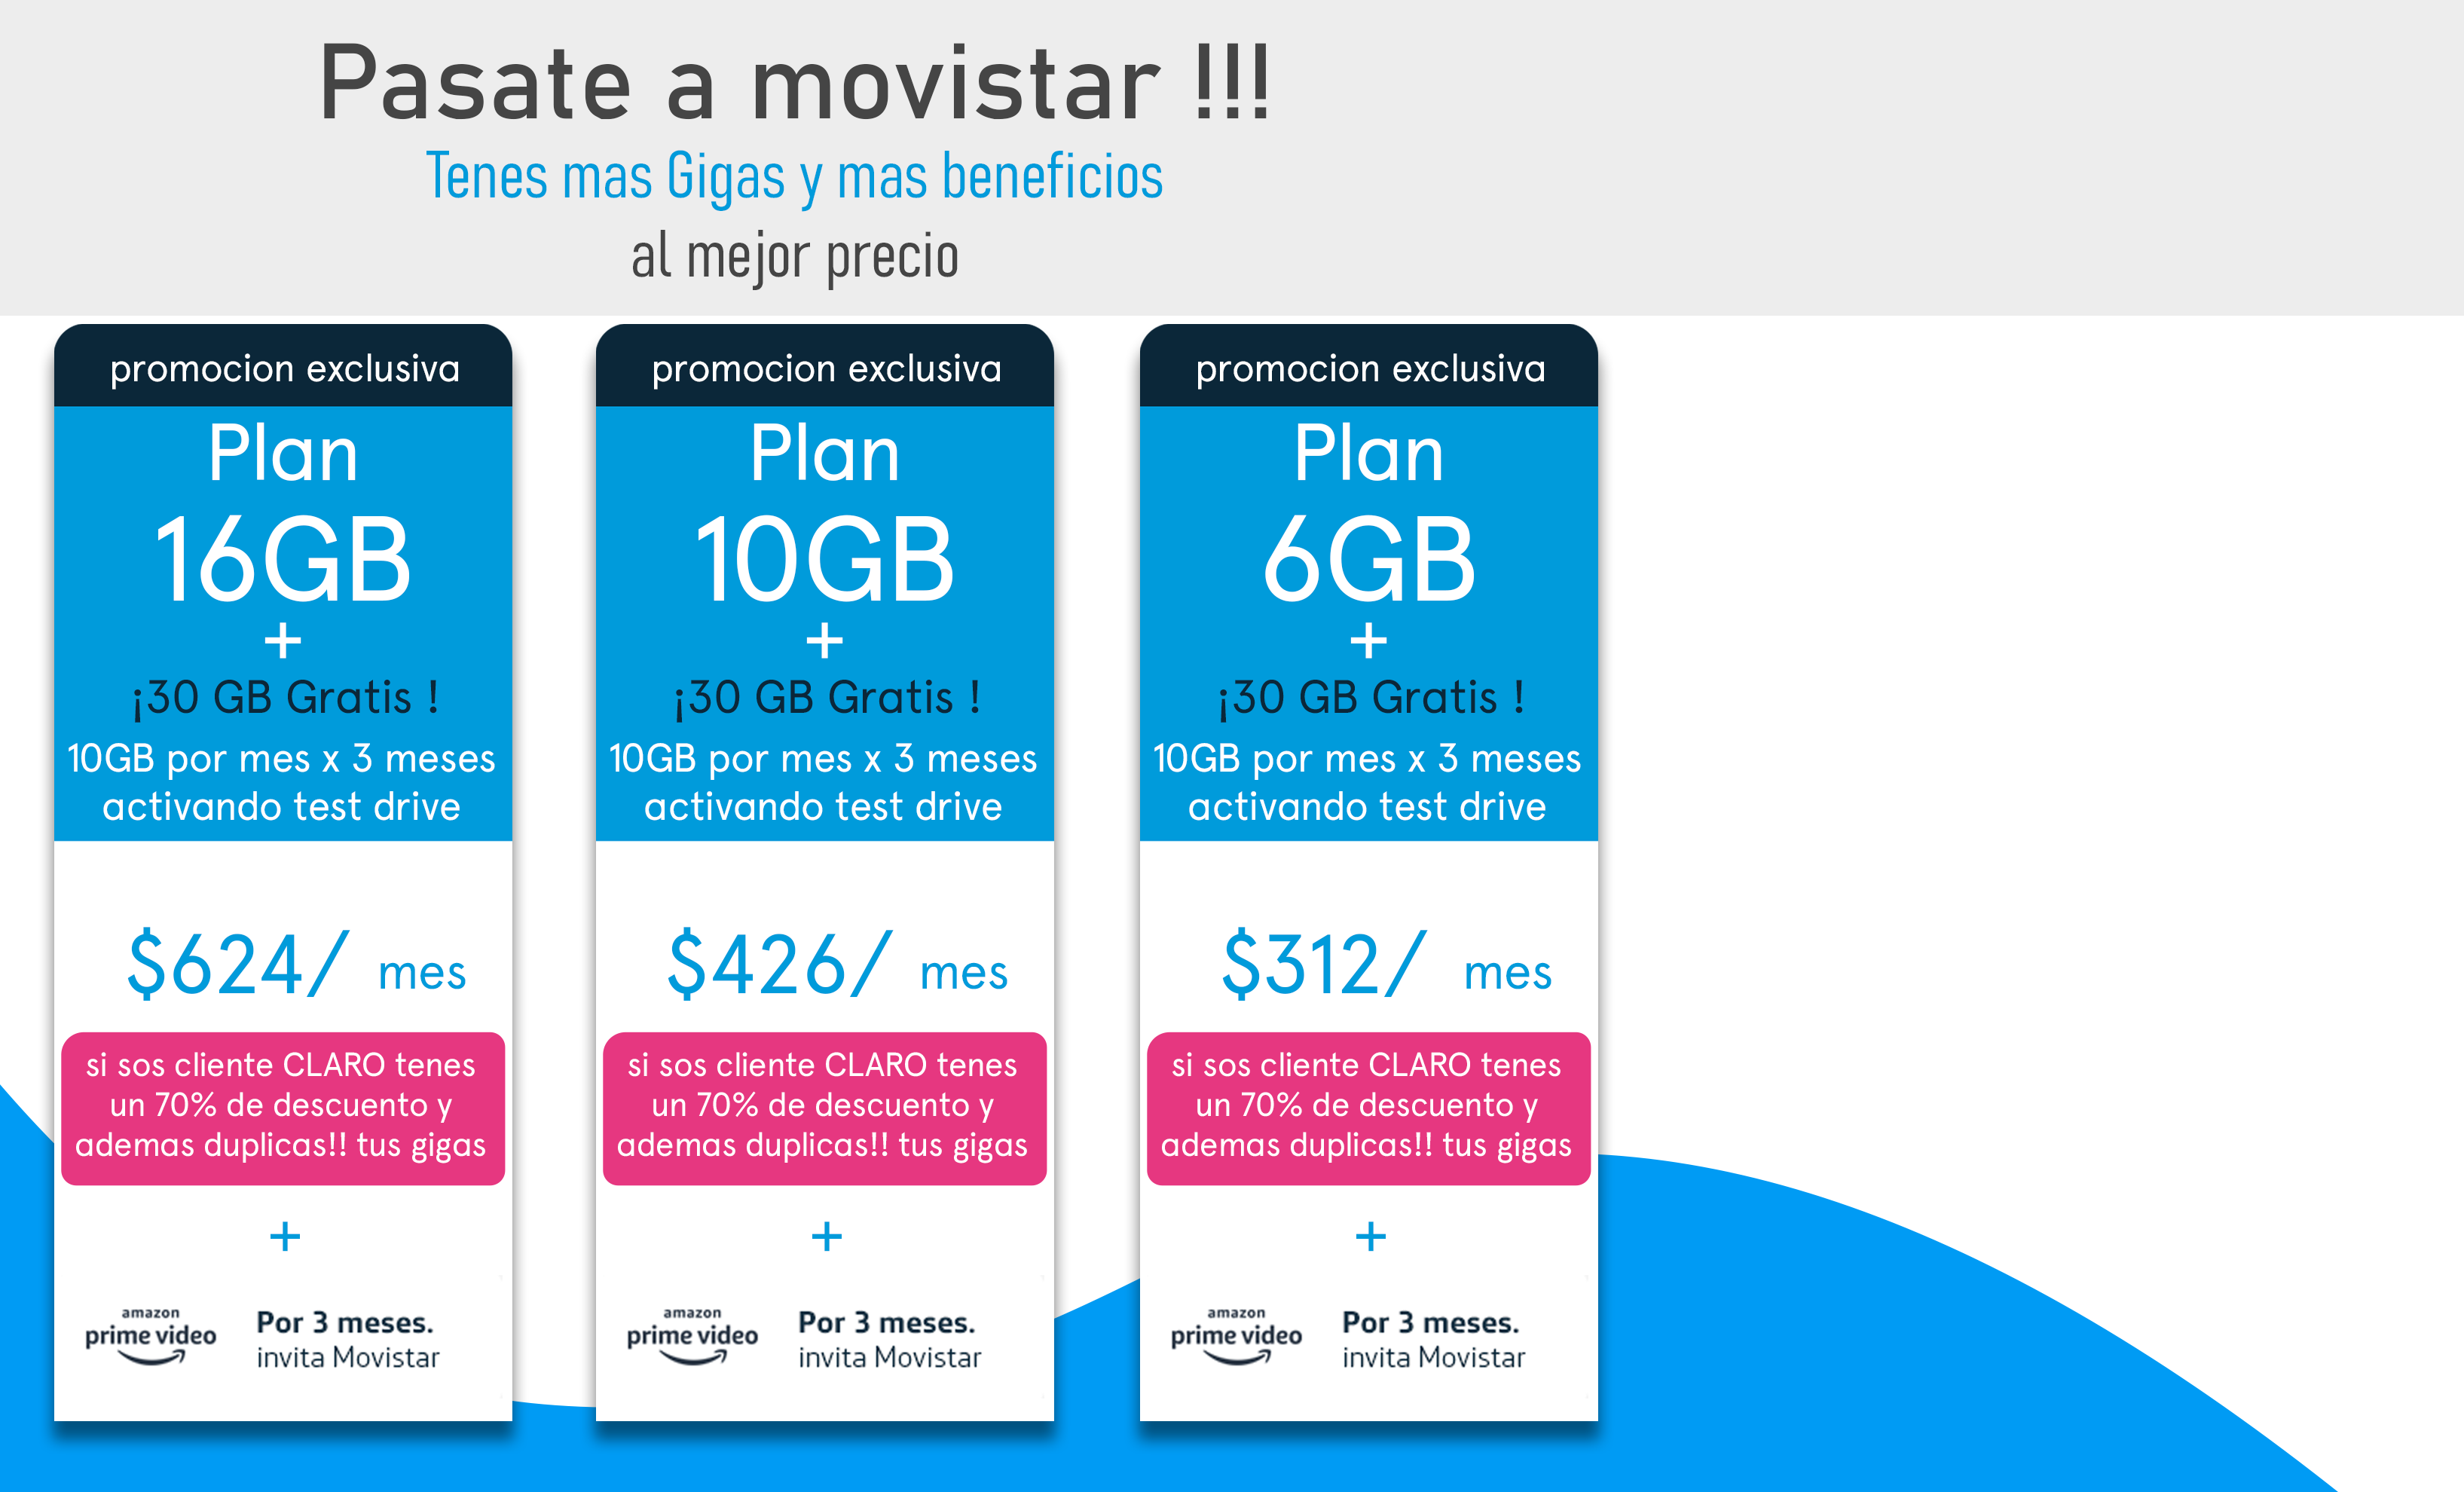 Pasate a movistar !!!
Tenes mas Gigas y mas beneficios
al mejor precio
promocion exclusiva
Plan
16GB
+
¡30 GB Gratis !
10GB por mes x 3 meses
activando test drive
$624/ mes
si sos cliente CLARO tenes
un 70% de descuento y
ademas duplicas!! tus gigas
+
amazon
prime video
Por 3 meses.
invita Movistar
promocion exclusiva
Plan
10GB
+
¡30 GB Gratis !
10GB por mes x 3 meses
activando test drive
$426/ mes
si sos cliente CLARO tenes
un 70% de descuento y
ademas duplicas!! tus gigas
+
amazon
prime video
Por 3 meses.
invita Movistar
promocion exclusiva
Plan
6GB
+
¡30 GB Gratis !
10GB por mes x 3 meses
activando test drive
$312/ mes
si sos cliente CLARO tenes
un 70% de descuento y
ademas duplicas!! tus gigas
+
amazon
prime video
Por 3 meses.
invita Movistar